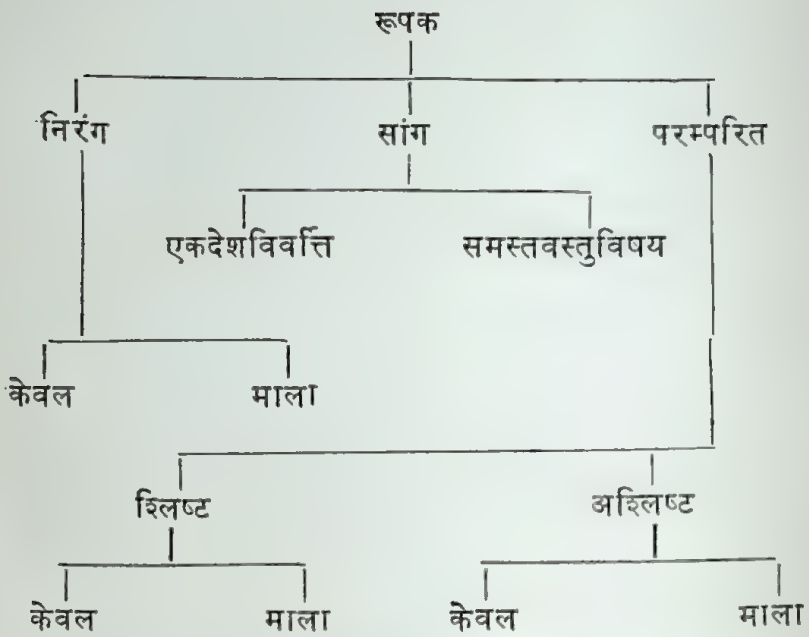 रूपक
निरंग सांग परम्परित
एकदेशविवर्त्ति समस्तवस्तुविषय
केवल माला
श्लिष्ट अश्लिष्ट
केवल माला केवल माला